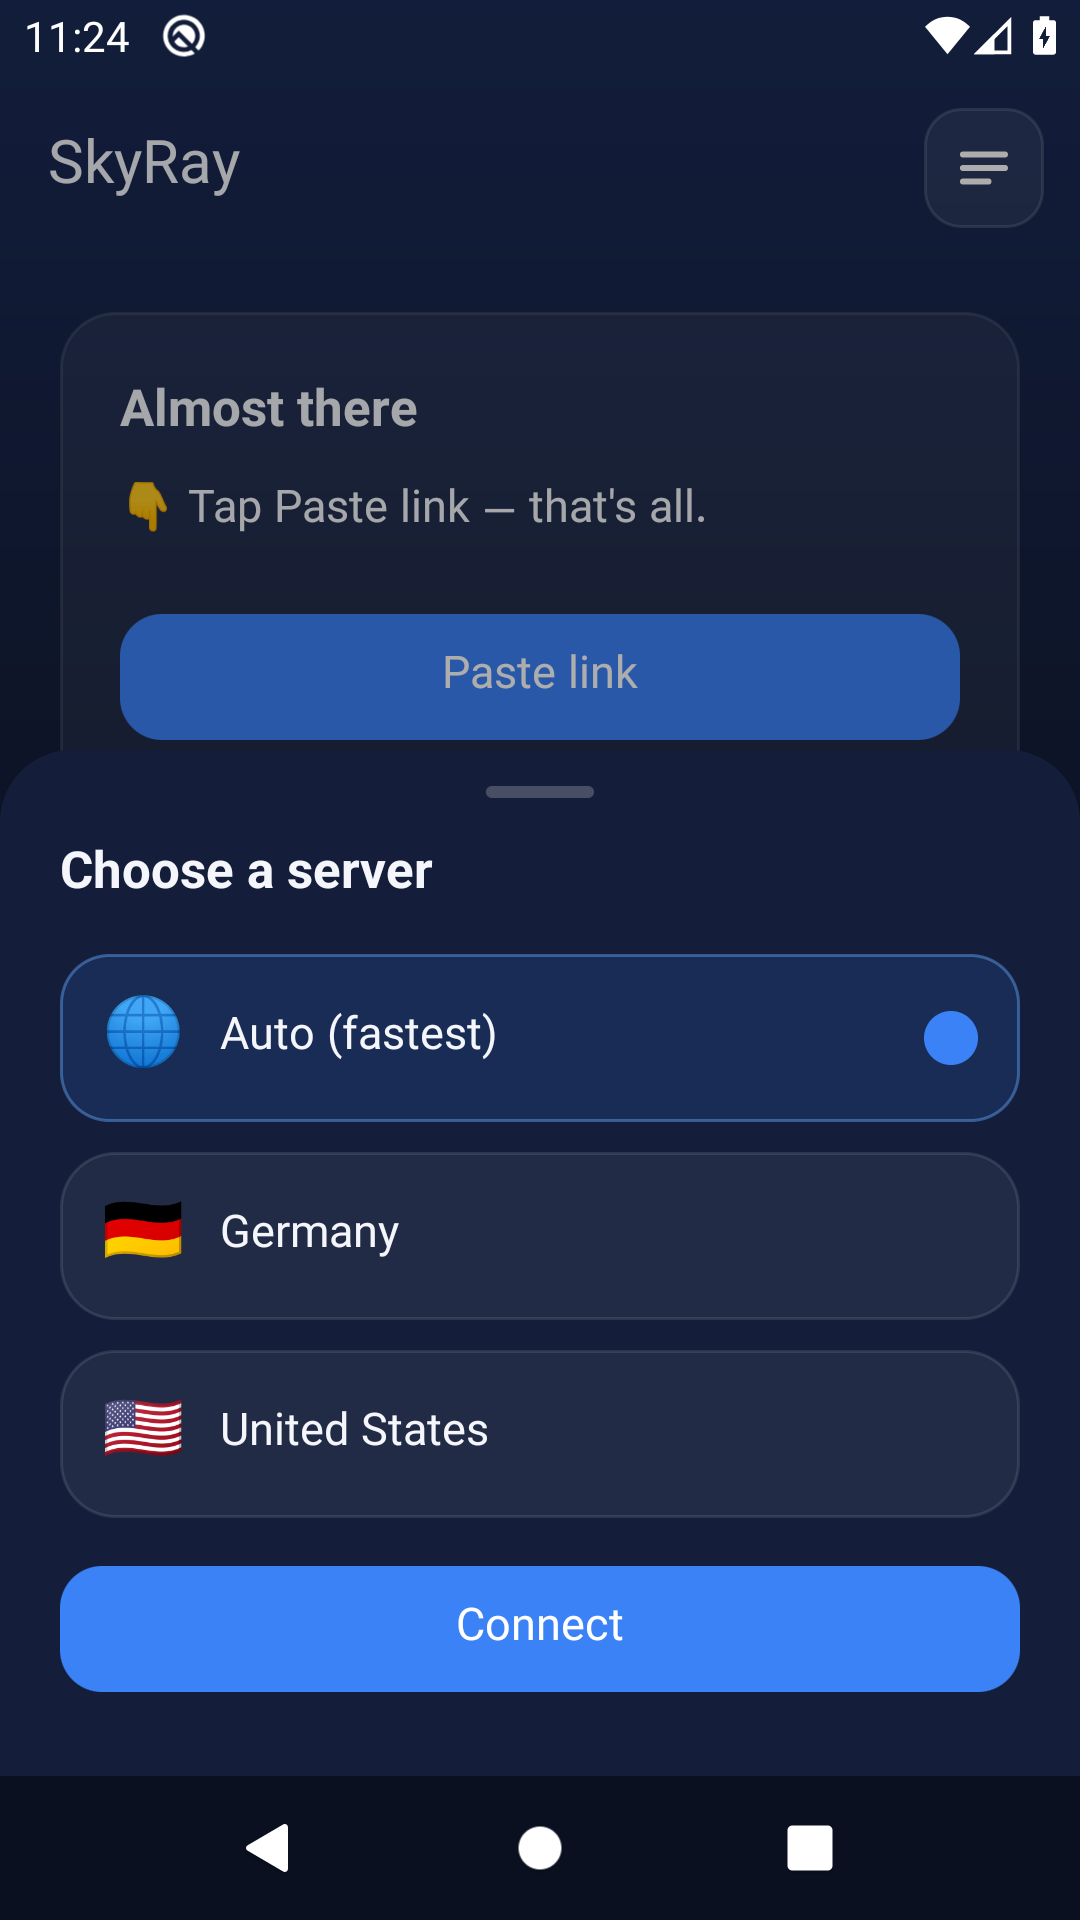 11:24
SkyRay
Almost there
👇 Tap Paste link — that's all.
Paste link
Choose a server
Auto (fastest)
Germany
United States
Connect